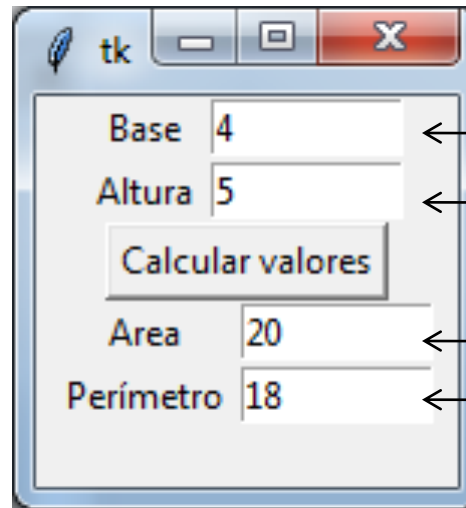 tk
Base 4
Altura 5
Calcular valores
Area 20
Perímetro 18